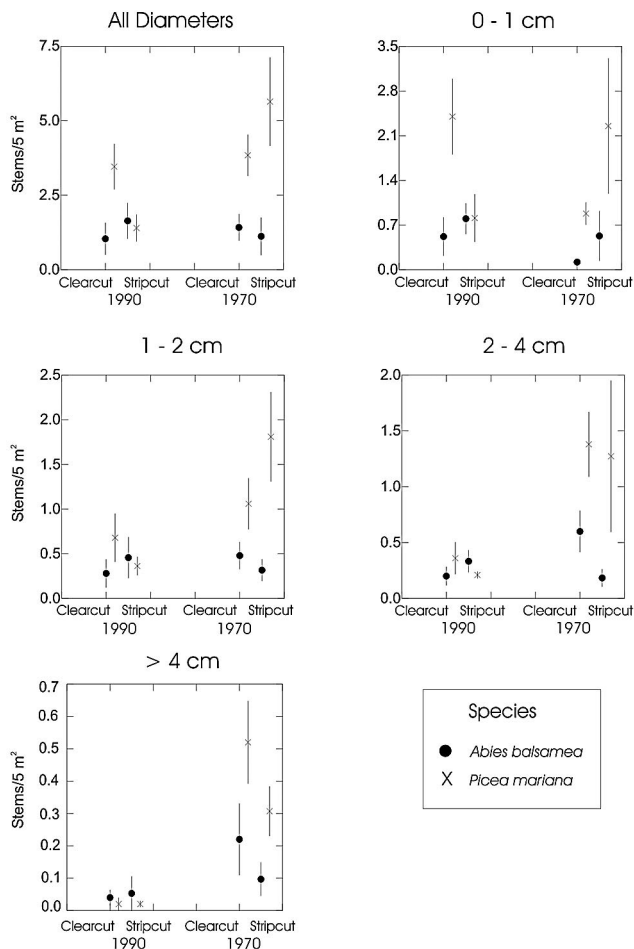 All Diameters
7.5
5.0
2.5
0.0
Stems/5 m²
Clearcut Stripcut Clearcut Stripcut
1990 1970
0 - 1 cm
3.5
2.8
2.1
1.4
0.7
0.0
Clearcut Stripcut Clearcut Stripcut
1990 1970
1 - 2 cm
2.5
2.0
1.5
1.0
0.5
0.0
Stems/5 m²
Clearcut Stripcut Clearcut Stripcut
1990 1970
2 - 4 cm
2.0
1.5
1.0
0.5
0.0
Clearcut Stripcut Clearcut Stripcut
1990 1970
> 4 cm
0.7
0.6
0.5
0.4
0.3
0.2
0.1
0.0
Stems/5 m²
Clearcut Stripcut Clearcut Stripcut
1990 1970
Species
Abies balsamea
Picea mariana